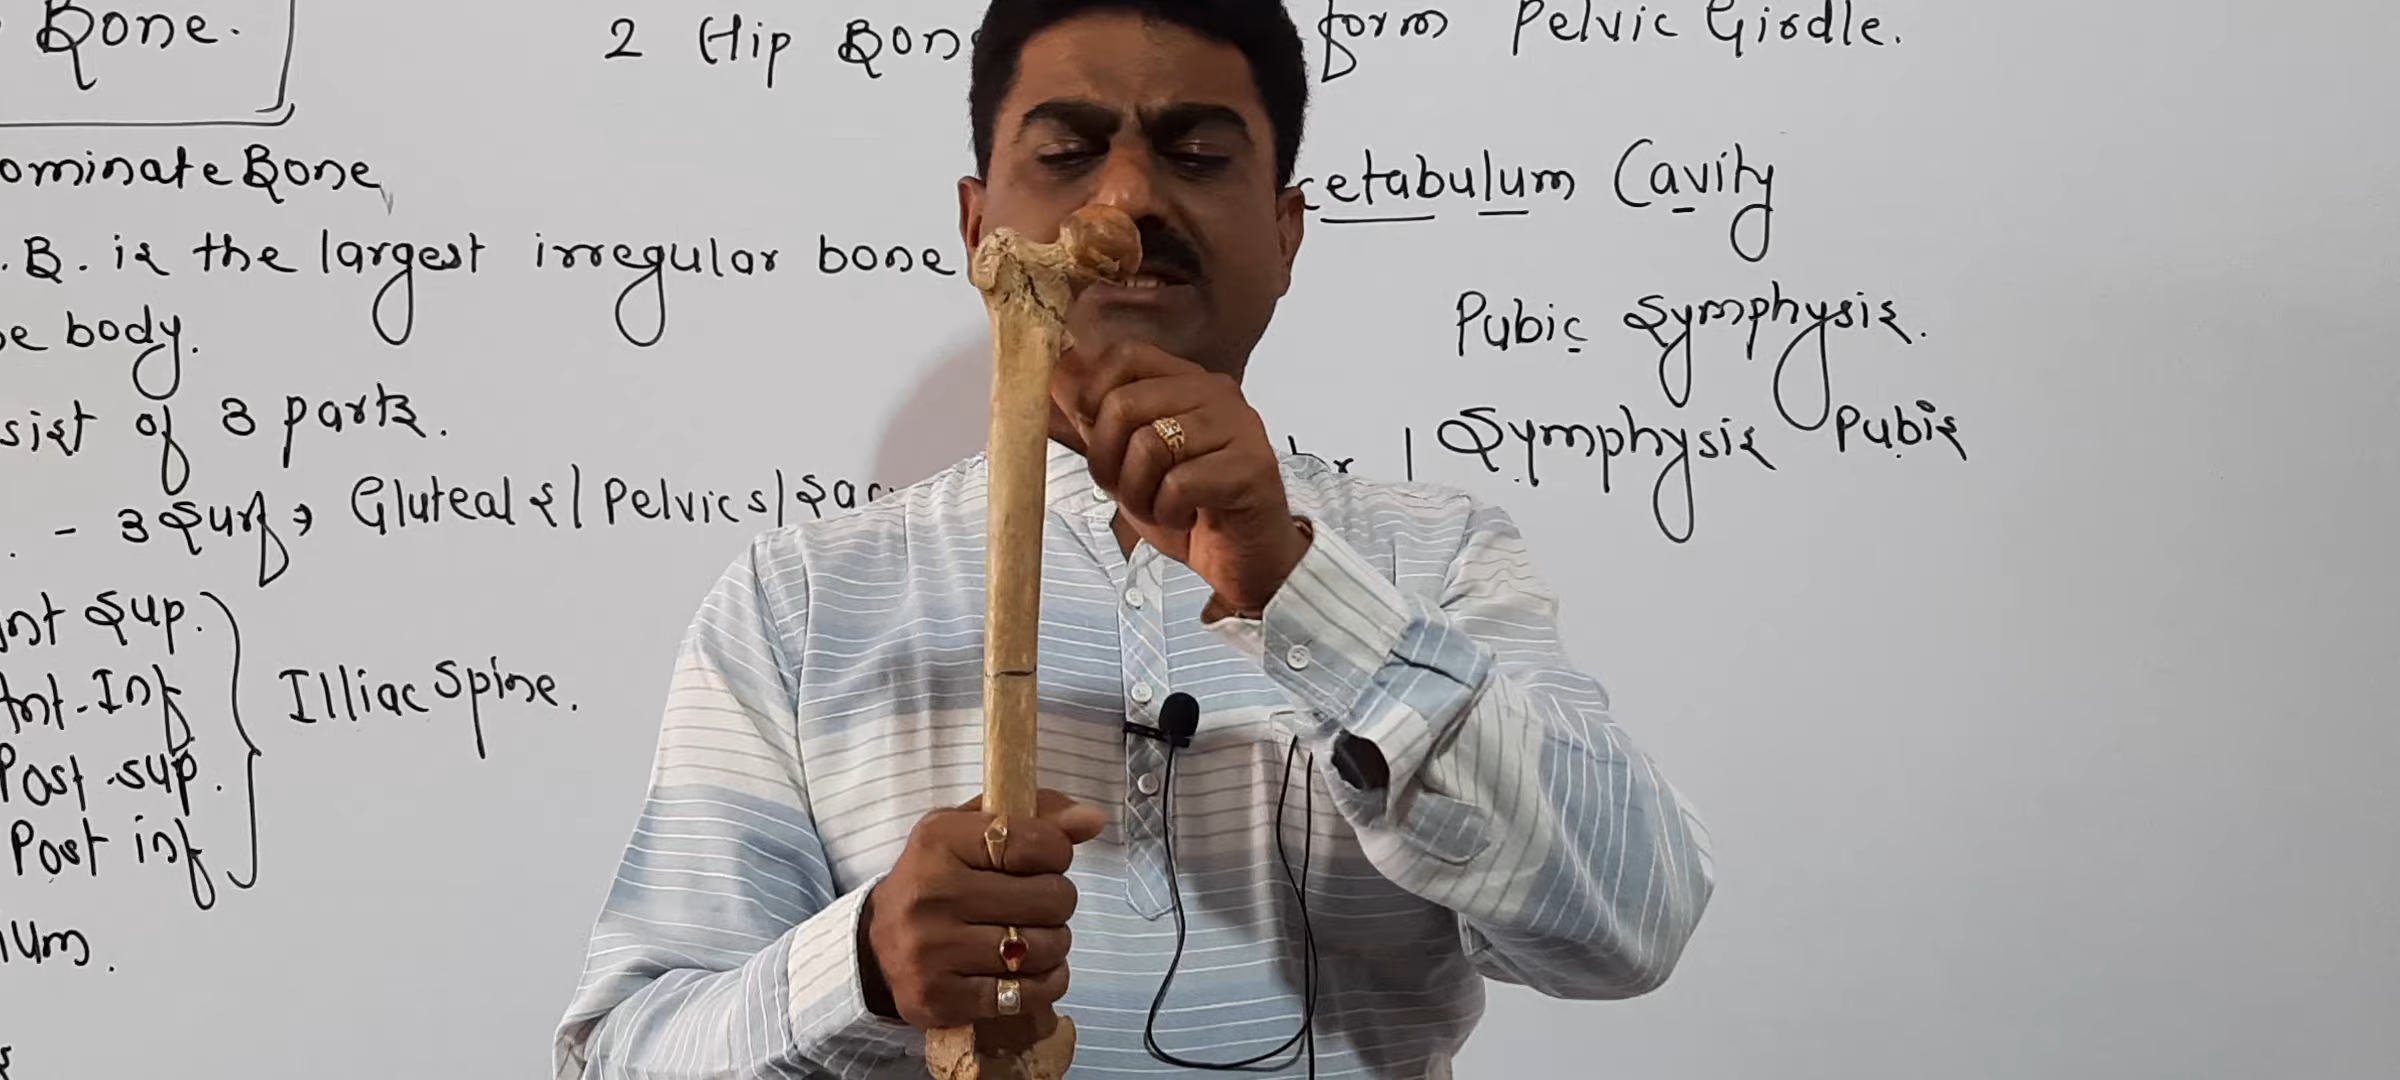 Bone.
2 Hip Bon
form Pelvic Girdle.
ominate Bone
cetabulum Cavity
.B. is the largest irregular bone
e body.
Pubic Symphysis.
sist of 3 parts.
| Symphysis Pubis
. - 3 Surf → Gluteal s | Pelvic s | Sac
nt Sup.
Ant-Inf
Illiac Spine.
Post-sup.
Post inf
ium.